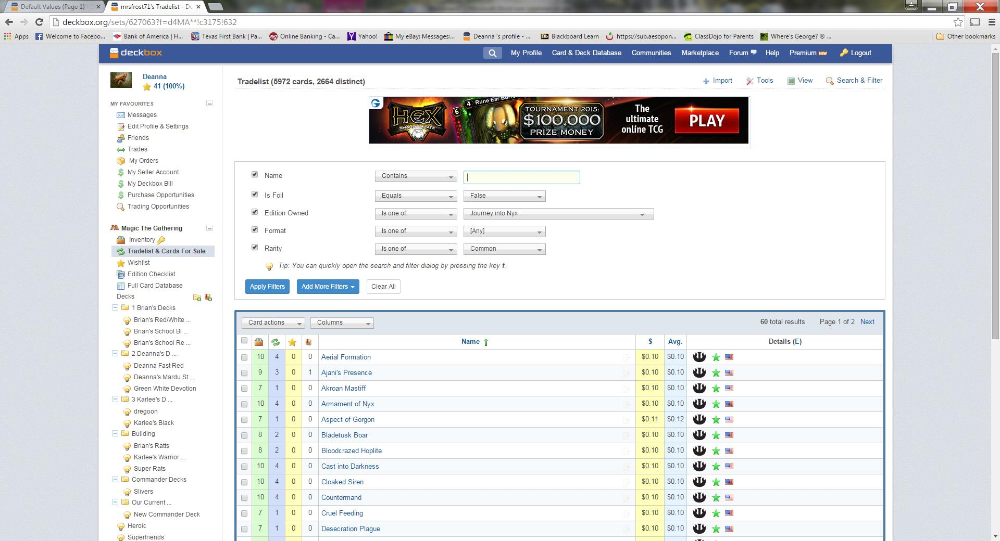 Default Values (Page 1) -
mrsfrost71's Tradelist - De
deckbox.org/sets/627063?f=d4MA**!c3175!632
Apps
Welcome to Facebo...
Bank of America | H...
Texas First Bank | Pa...
Online Banking - Ca...
Yahoo!
My eBay: Messages:...
Deanna 's profile - ...
Blackboard Learn
https://sub.aesopon...
ClassDojo for Parents
Where's George? ® ...
Other bookmarks
deckbox
My Profile
Card & Deck Database
Communities
Marketplace
Forum
Help
Premium NEW
Logout
Deanna
41 (100%)
MY FAVOURITES
Messages
Edit Profile & Settings
Friends
Trades
My Orders
My Seller Account
My Deckbox Bill
Purchase Opportunities
Trading Opportunities
Magic The Gathering
Inventory
Tradelist & Cards For Sale
Wishlist
Edition Checklist
Full Card Database
Decks
1 Brian's Decks
Brian's Red/White ...
Brian's School Bl ...
Brian's School Re ...
2 Deanna's D ...
Deanna Fast Red
Deanna's Mardu St ...
Green White Devotion
3 Karlee's D ...
dregoon
Karlee's Black
Building
Brian's Ratts
Karlee's Warrior ...
Super Rats
Commander Decks
Slivers
Our Current ...
New Commander Deck
Heroic
Superfriends
Tradelist (5972 cards, 2664 distinct)
Import
Tools
View
Search & Filter
HEX
SHARDS OF FATE
6
4 Rune Ear Burro
TOURNAMENT 2015:
$100,000
PRIZE MONEY
The
ultimate
online TCG
PLAY
Name Contains
Is Foil Equals False
Edition Owned Is one of Journey into Nyx
Format Is one of [Any]
Rarity Is one of Common
Tip: You can quickly open the search and filter dialog by pressing the key f.
Apply Filters
Add More Filters
Clear All
Card actions
Columns
60 total results
Page 1 of 2 Next
Name $ Avg. Details (E)
10 4 0 0 Aerial Formation $0.10 $0.10
9 3 0 1 Ajani's Presence $0.10 $0.10
7 1 0 0 Akroan Mastiff $0.10 $0.10
10 4 0 0 Armament of Nyx $0.10 $0.10
7 1 0 0 Aspect of Gorgon $0.11 $0.12
8 2 0 0 Bladetusk Boar $0.10 $0.10
8 2 0 0 Bloodcrazed Hoplite $0.10 $0.10
10 4 0 0 Cast into Darkness $0.10 $0.10
10 4 0 0 Cloaked Siren $0.10 $0.10
10 4 0 0 Countermand $0.10 $0.10
7 1 0 0 Cruel Feeding $0.10 $0.10
7 1 0 0 Desecration Plague $0.10 $0.10